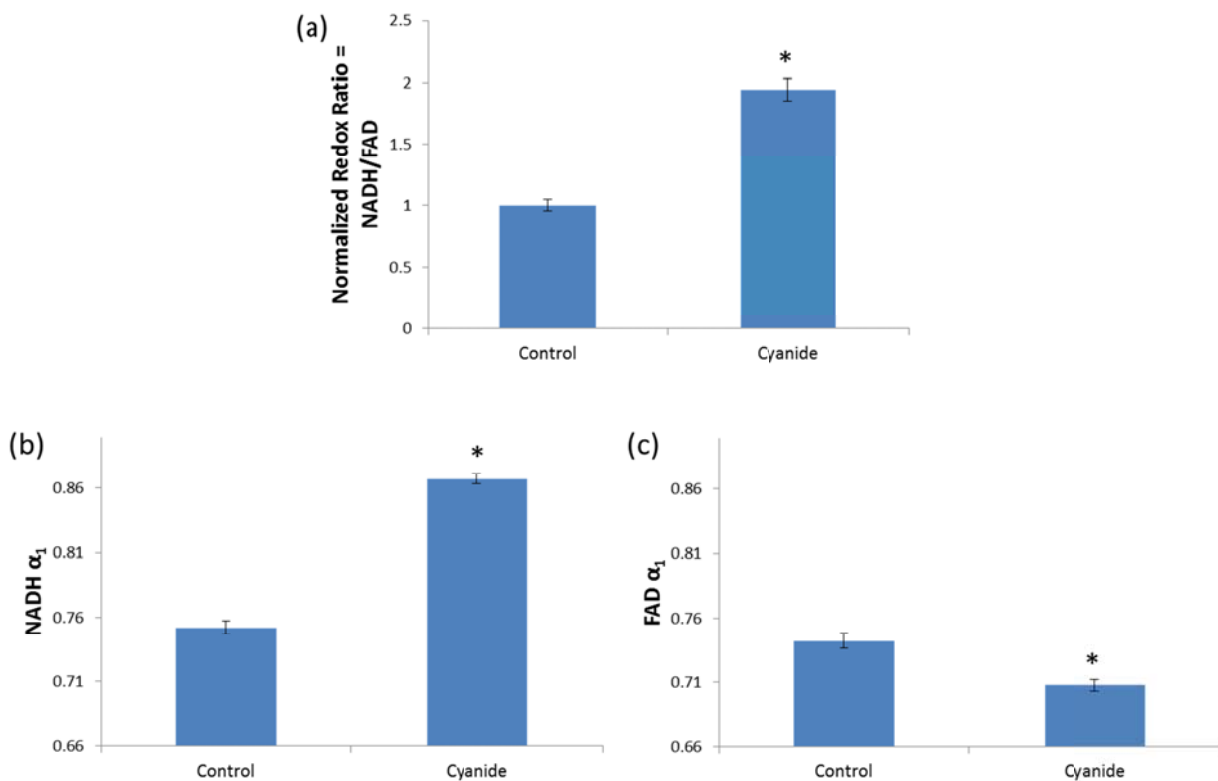 (a)
Normalized Redox Ratio =
NADH/FAD
2.5
2
1.5
1
0.5
0
*
Control
Cyanide
(b)
NADH α₁
0.86
0.81
0.76
0.71
0.66
*
Control
Cyanide
(c)
FAD α₁
0.86
0.81
0.76
0.71
0.66
*
Control
Cyanide